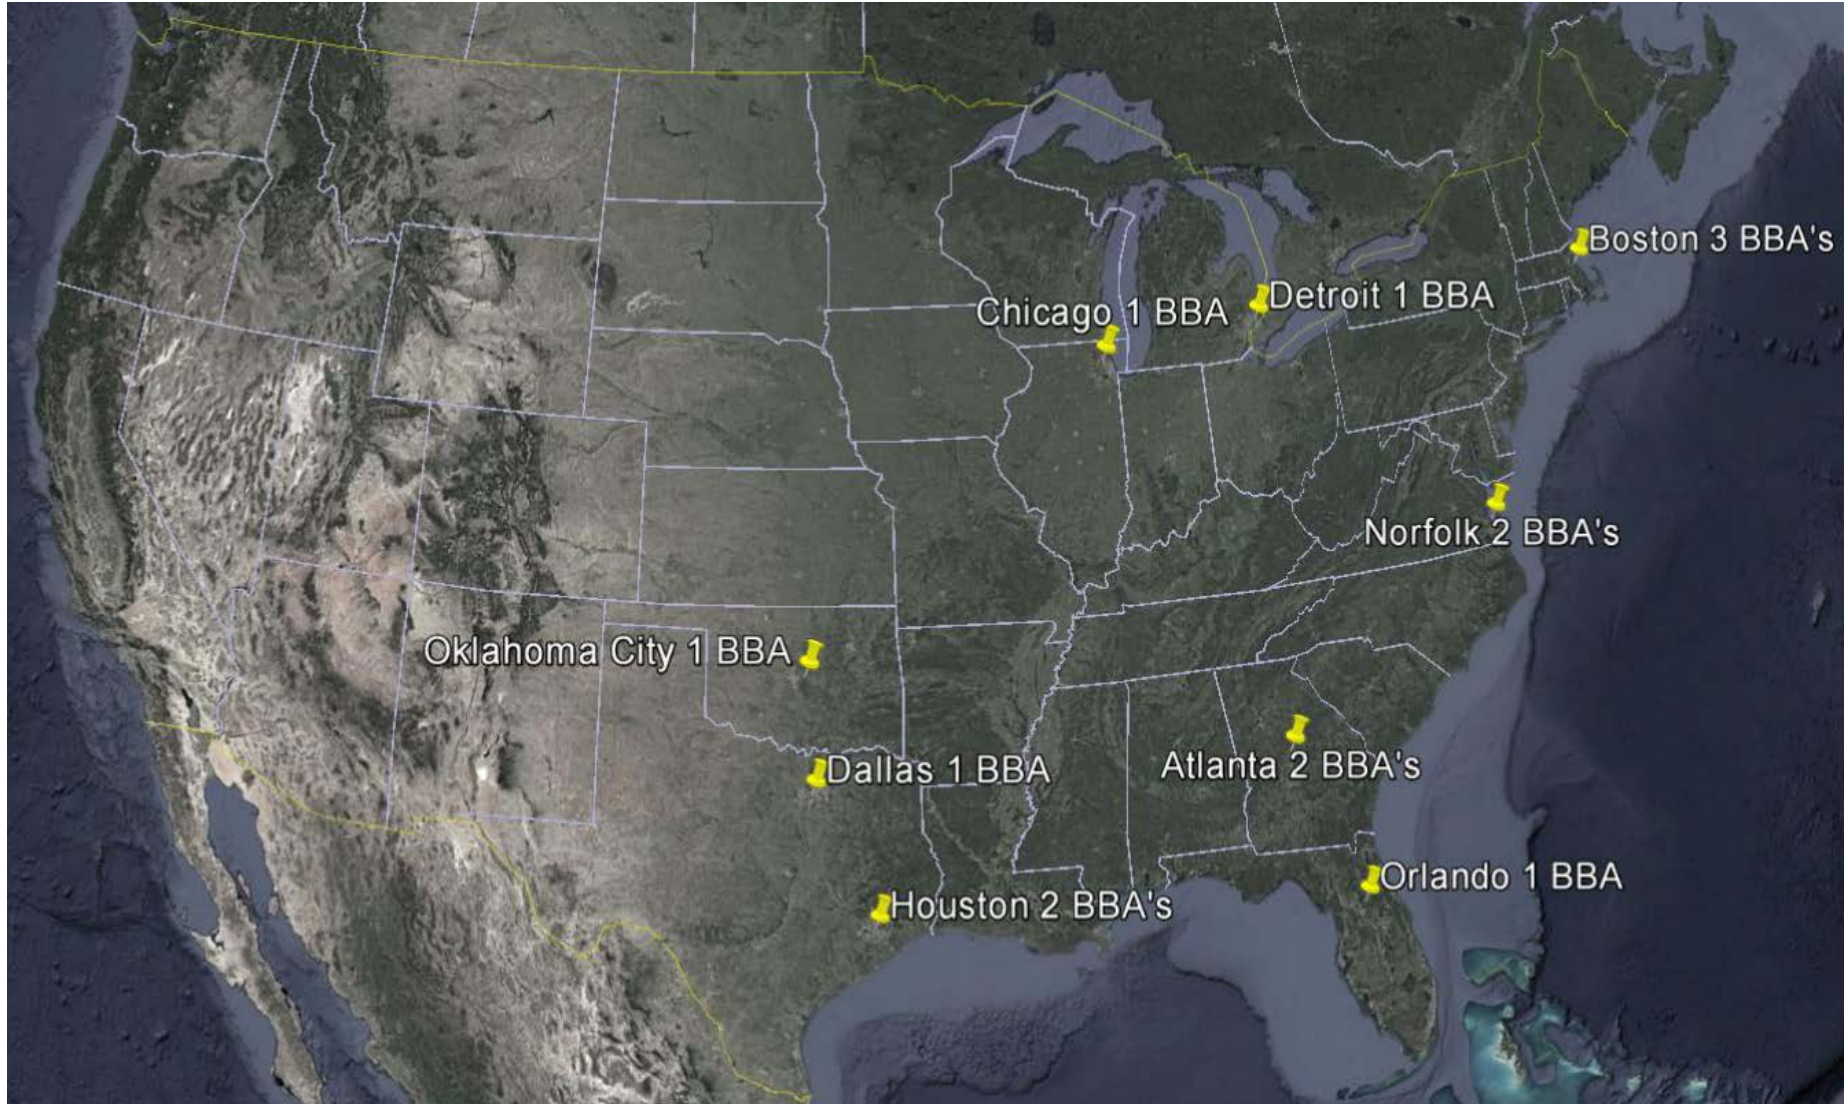 Boston 3 BBA's
Detroit 1 BBA
Chicago 1 BBA
Norfolk 2 BBA's
Oklahoma City 1 BBA
Atlanta 2 BBA's
Dallas 1 BBA
Orlando 1 BBA
Houston 2 BBA's